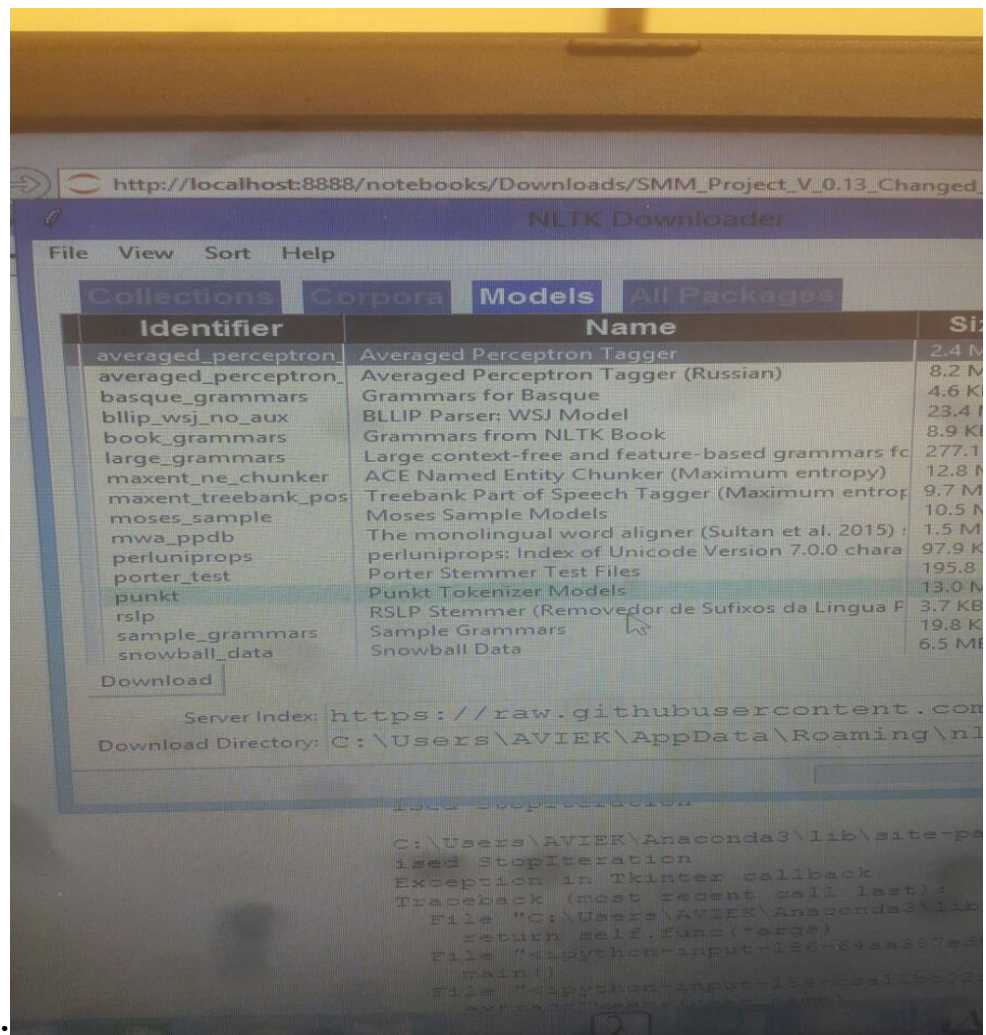 http://localhost:8888/notebooks/Downloads/SMM_Project_V_0.13_Changed_
NLTK Downloader
File View Sort Help
Collections Corpora Models All Packages
Identifier Name Siz
averaged_perceptron_ Averaged Perceptron Tagger 2.4 M
averaged_perceptron_ Averaged Perceptron Tagger (Russian) 8.2 M
basque_grammars Grammars for Basque 4.6 K
bllip_wsj_no_aux BLLIP Parser: WSJ Model 23.4
book_grammars Grammars from NLTK Book 8.9 K
large_grammars Large context-free and feature-based grammars fc 277.1
maxent_ne_chunker ACE Named Entity Chunker (Maximum entropy) 12.8 M
maxent_treebank_pos Treebank Part of Speech Tagger (Maximum entrop 9.7 M
moses_sample Moses Sample Models 10.5 M
mwa_ppdb The monolingual word aligner (Sultan et al. 2015) 1.5 M
perluniprops perluniprops: Index of Unicode Version 7.0.0 chara 97.9 K
porter_test Porter Stemmer Test Files 195.8
punkt Punkt Tokenizer Models 13.0 M
rslp RSLP Stemmer (Removedor de Sufixos da Lingua P 3.7 KB
sample_grammars Sample Grammars 19.8 K
snowball_data Snowball Data 6.5 MB
Download
Server Index: https://raw.githubusercontent.com
Download Directory: C:\Users\AVIEK\AppData\Roaming\nl
C:\Users\AVIEK\Anaconda3\lib\site-pa
ised StopIteration
Exception in Tkinter callback
Traceback (most recent call last):
File "C:\Users\AVIEK\Anaconda3\lib
return self.func(*args)
File
main()
File